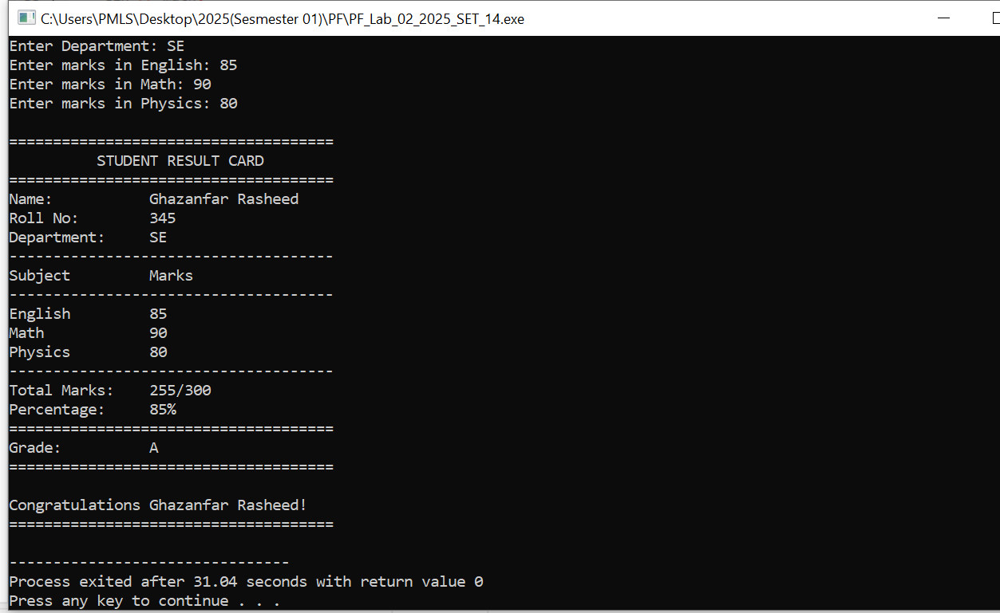 C:\Users\PMLS\Desktop\2025(Sesmester 01)\PF\PF_Lab_02_2025_SET_14.exe
Enter Department: SE
Enter marks in English: 85
Enter marks in Math: 90
Enter marks in Physics: 80

=====================================
          STUDENT RESULT CARD
=====================================
Name:           Ghazanfar Rasheed
Roll No:        345
Department:     SE
-------------------------------------
Subject         Marks
-------------------------------------
English         85
Math            90
Physics         80
-------------------------------------
Total Marks:    255/300
Percentage:     85%
=====================================
Grade:          A
=====================================

Congratulations Ghazanfar Rasheed!
=====================================

--------------------------------
Process exited after 31.04 seconds with return value 0
Press any key to continue . . .